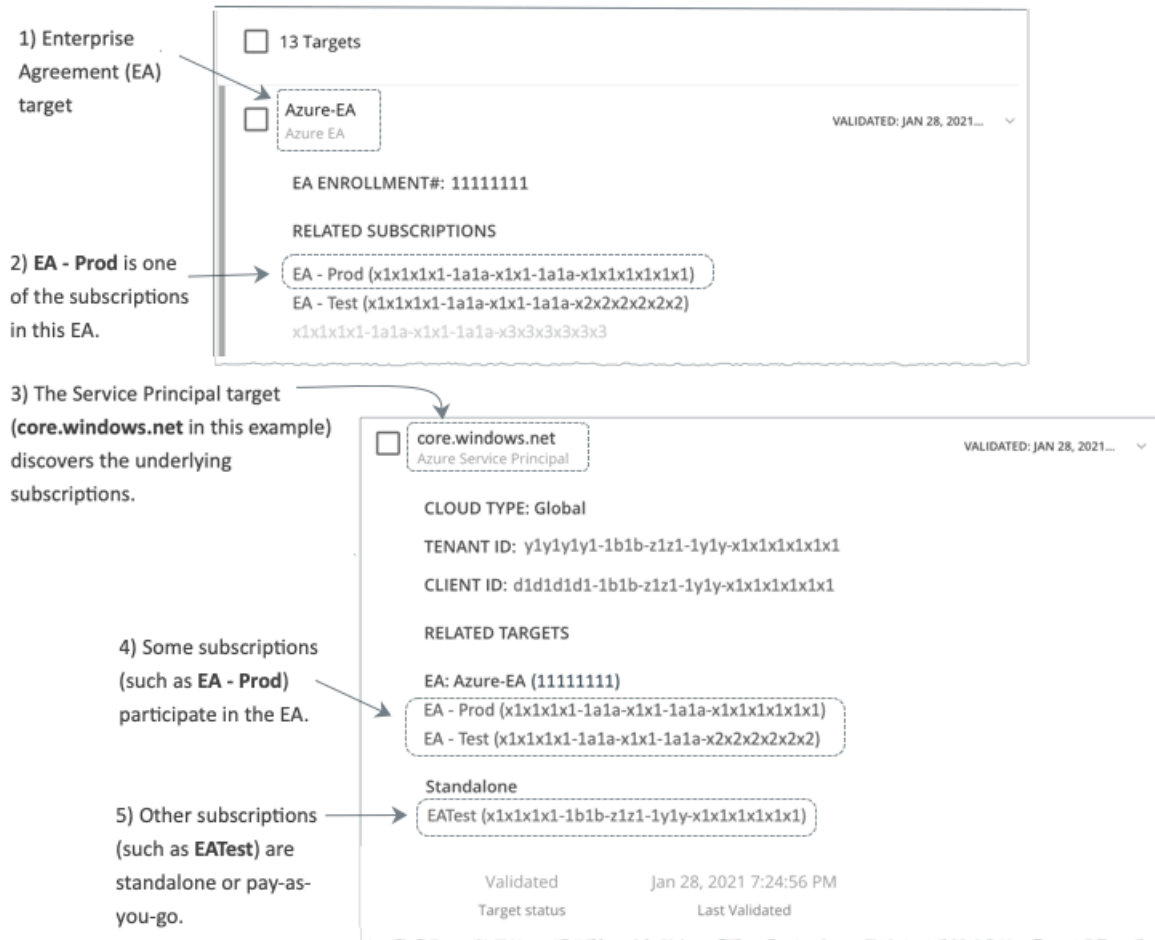 1) Enterprise
Agreement (EA)
target
13 Targets
Azure-EA
Azure EA
VALIDATED: JAN 28, 2021...
EA ENROLLMENT#: 11111111
RELATED SUBSCRIPTIONS
2) EA - Prod is one
of the subscriptions
in this EA.
EA - Prod (x1x1x1x1-1a1a-x1x1-1a1a-x1x1x1x1x1x1)
EA - Test (x1x1x1x1-1a1a-x1x1-1a1a-x2x2x2x2x2x2)
x1x1x1x1-1a1a-x1x1-1a1a-x3x3x3x3x3x3
3) The Service Principal target
(core.windows.net in this example)
discovers the underlying
subscriptions.
core.windows.net
Azure Service Principal
VALIDATED: JAN 28, 2021...
CLOUD TYPE: Global
TENANT ID: y1y1y1y1-1b1b-z1z1-1y1y-x1x1x1x1x1x1
CLIENT ID: d1d1d1d1-1b1b-z1z1-1y1y-x1x1x1x1x1x1
RELATED TARGETS
4) Some subscriptions
(such as EA - Prod)
participate in the EA.
EA: Azure-EA (11111111)
EA - Prod (x1x1x1x1-1a1a-x1x1-1a1a-x1x1x1x1x1x1)
EA - Test (x1x1x1x1-1a1a-x1x1-1a1a-x2x2x2x2x2x2)
Standalone
EATest (x1x1x1x1-1b1b-z1z1-1y1y-x1x1x1x1x1x1)
5) Other subscriptions
(such as EATest) are
standalone or pay-as-
you-go.
Validated
Jan 28, 2021 7:24:56 PM
Target status
Last Validated